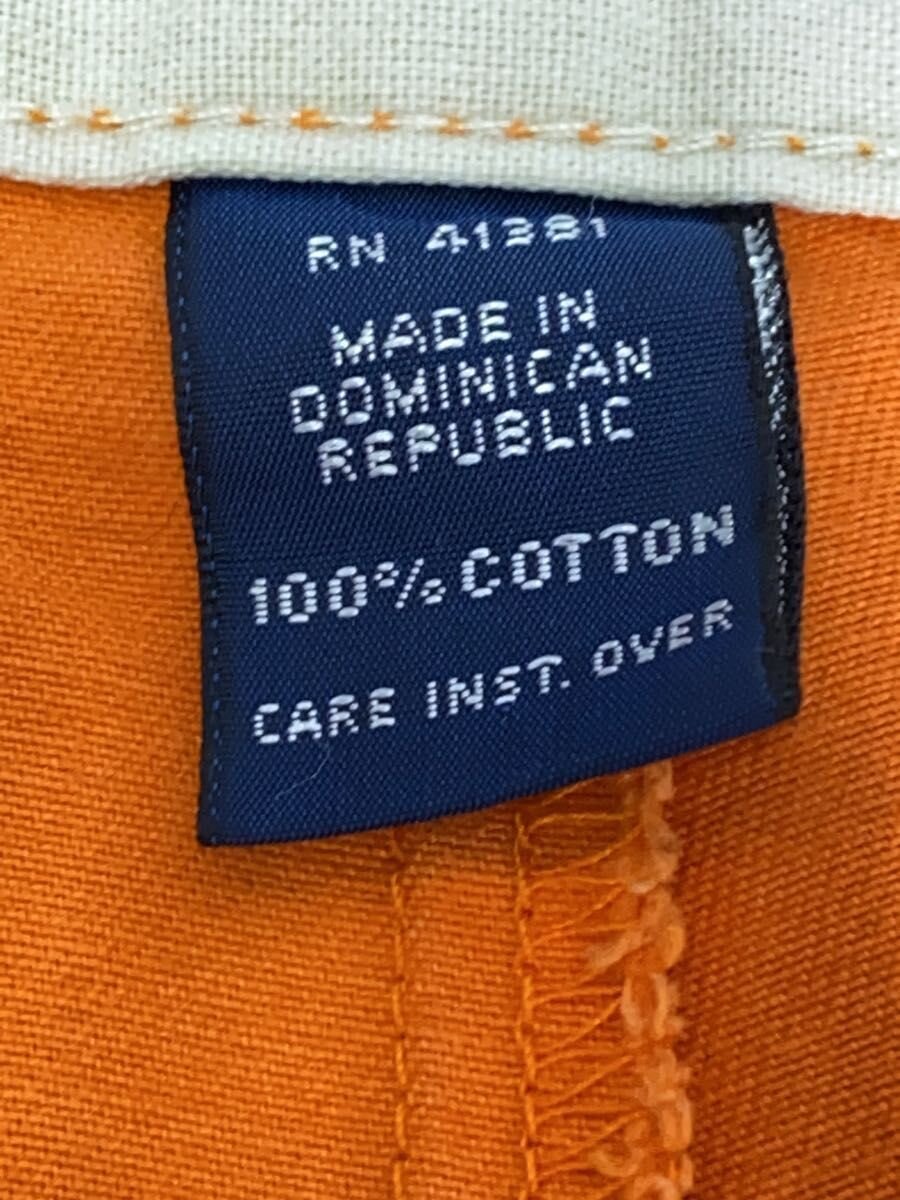 RN 41381
MADE IN
DOMINICAN
REPUBLIC
100% COTTON
CARE INST. OVER